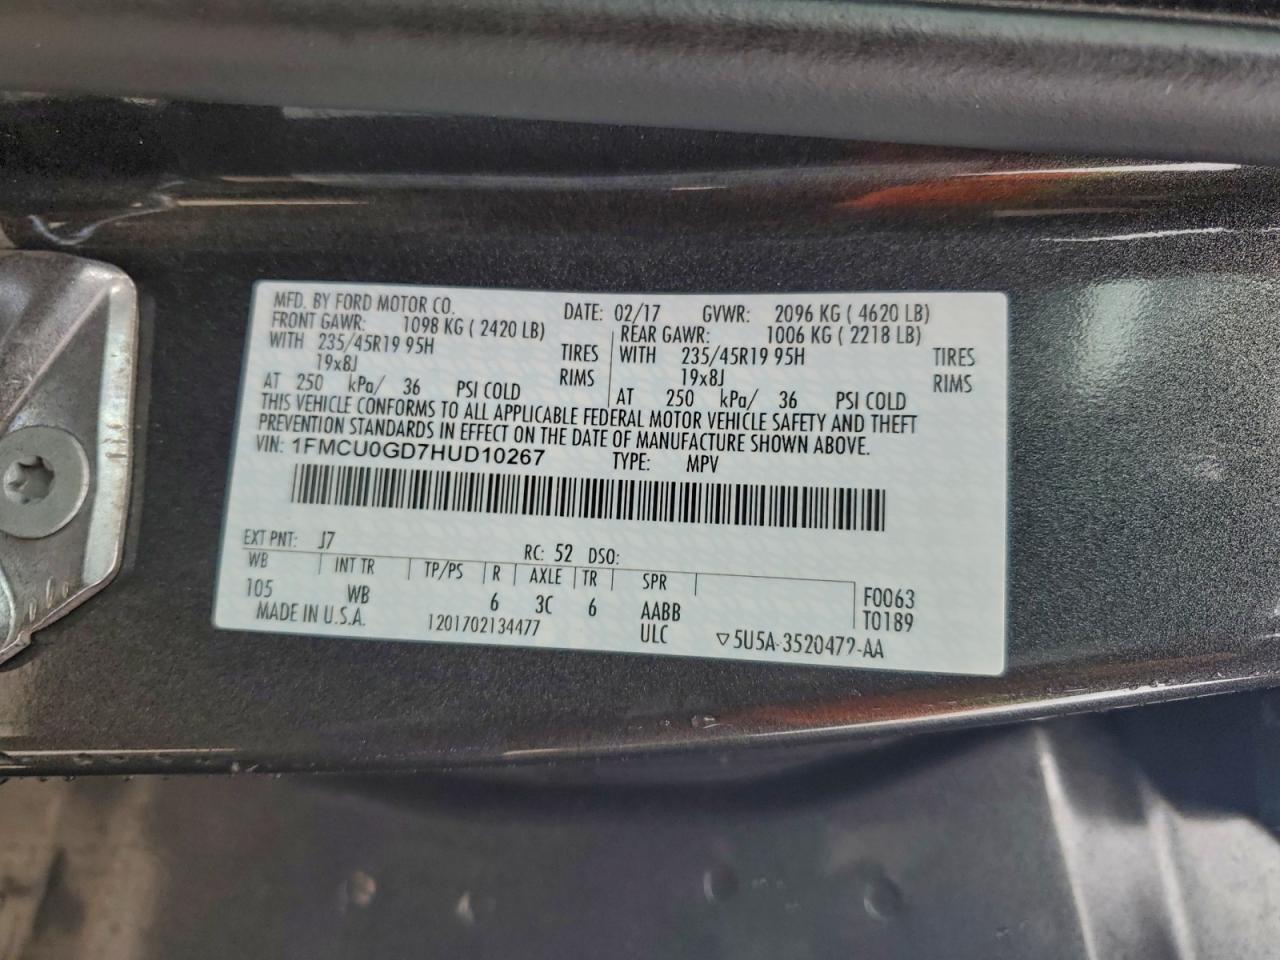 MFD. BY FORD MOTOR CO. DATE: 02/17 GVWR: 2096 KG ( 4620 LB)
FRONT GAWR: 1098 KG ( 2420 LB) REAR GAWR: 1006 KG ( 2218 LB)
WITH 235/45R19 95H TIRES WITH 235/45R19 95H TIRES
19x8J RIMS 19x8J RIMS
AT 250 kPa/ 36 PSI COLD AT 250 kPa/ 36 PSI COLD
THIS VEHICLE CONFORMS TO ALL APPLICABLE FEDERAL MOTOR VEHICLE SAFETY AND THEFT
PREVENTION STANDARDS IN EFFECT ON THE DATE OF MANUFACTURE SHOWN ABOVE.
VIN: 1FMCU0GD7HUD10267 TYPE: MPV
EXT PNT: J7 RC: 52 DSO:
WB INT TR TP/PS R AXLE TR SPR F0063
105 WB 6 3C 6 AABB T0189
MADE IN U.S.A. 1201702134477 ULC ▽5U5A-3520472-AA